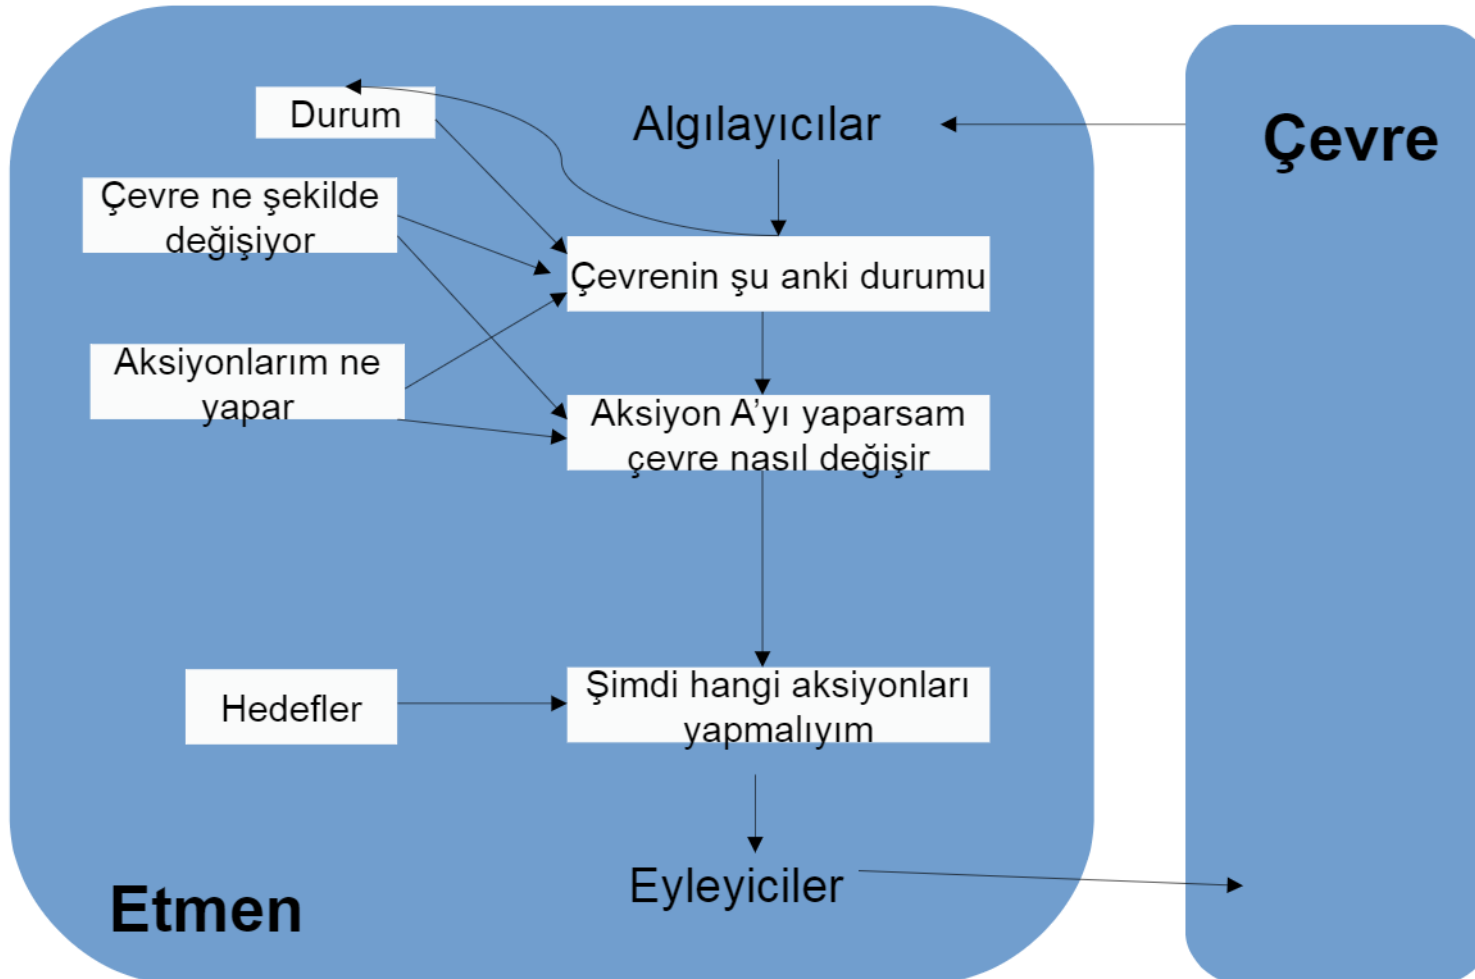 Durum
Algılayıcılar
Çevre
Çevre ne şekilde
değişiyor
Çevrenin şu anki durumu
Aksiyonlarım ne
yapar
Aksiyon A’yı yaparsam
çevre nasıl değişir
Hedefler
Şimdi hangi aksiyonları
yapmalıyım
Eyleyiciler
Etmen